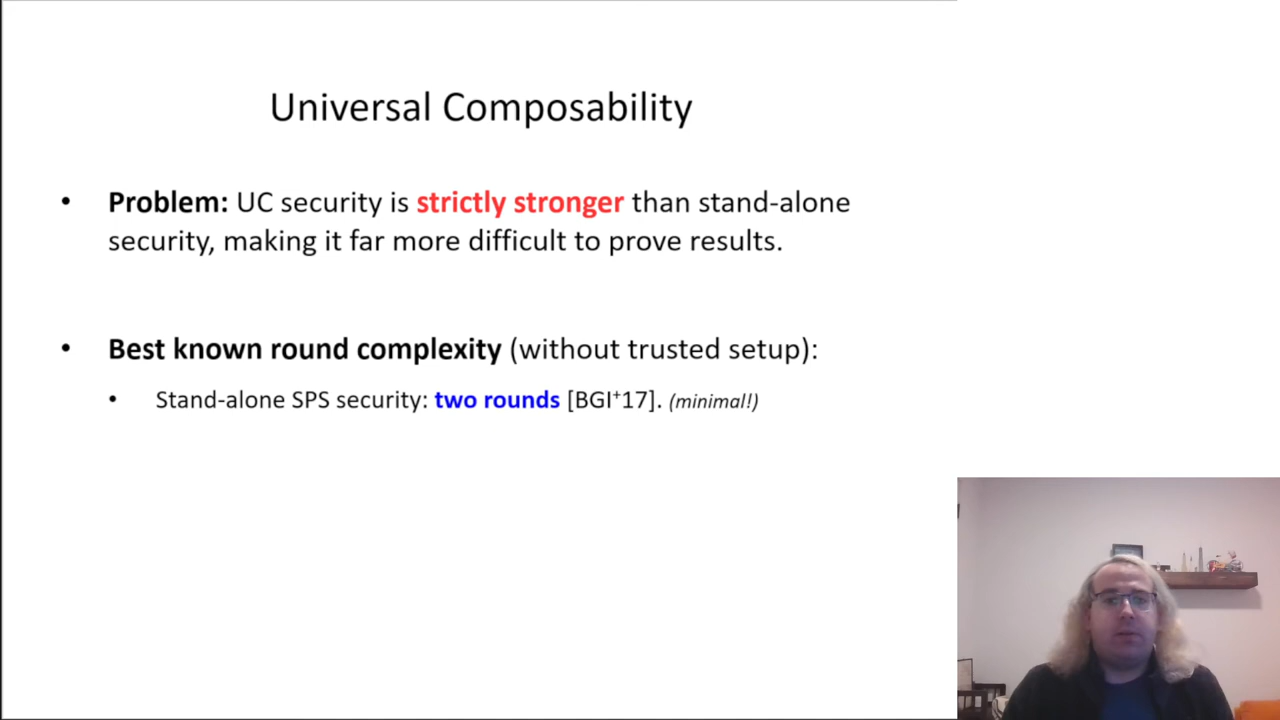 Universal Composability
• Problem: UC security is strictly stronger than stand-alone
security, making it far more difficult to prove results.
• Best known round complexity (without trusted setup):
• Stand-alone SPS security: two rounds [BGI⁺17]. (minimal!)